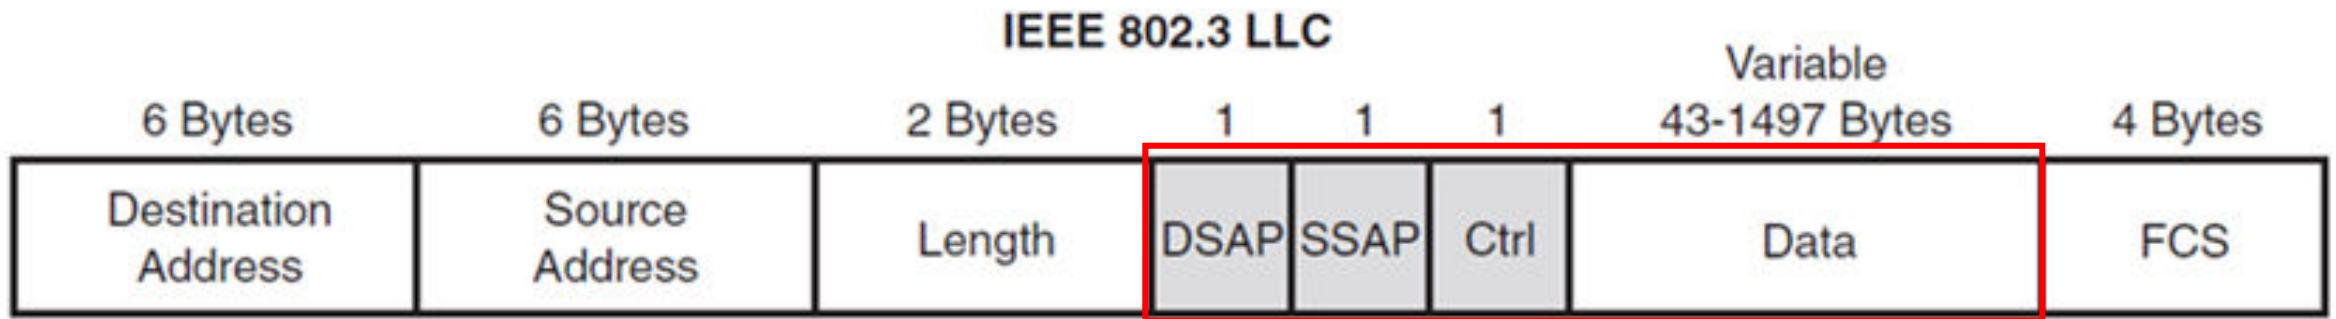 IEEE 802.3 LLC
Variable
6 Bytes 6 Bytes 2 Bytes 1 1 1 43-1497 Bytes 4 Bytes
Destination Address Source Address Length DSAP SSAP Ctrl Data FCS